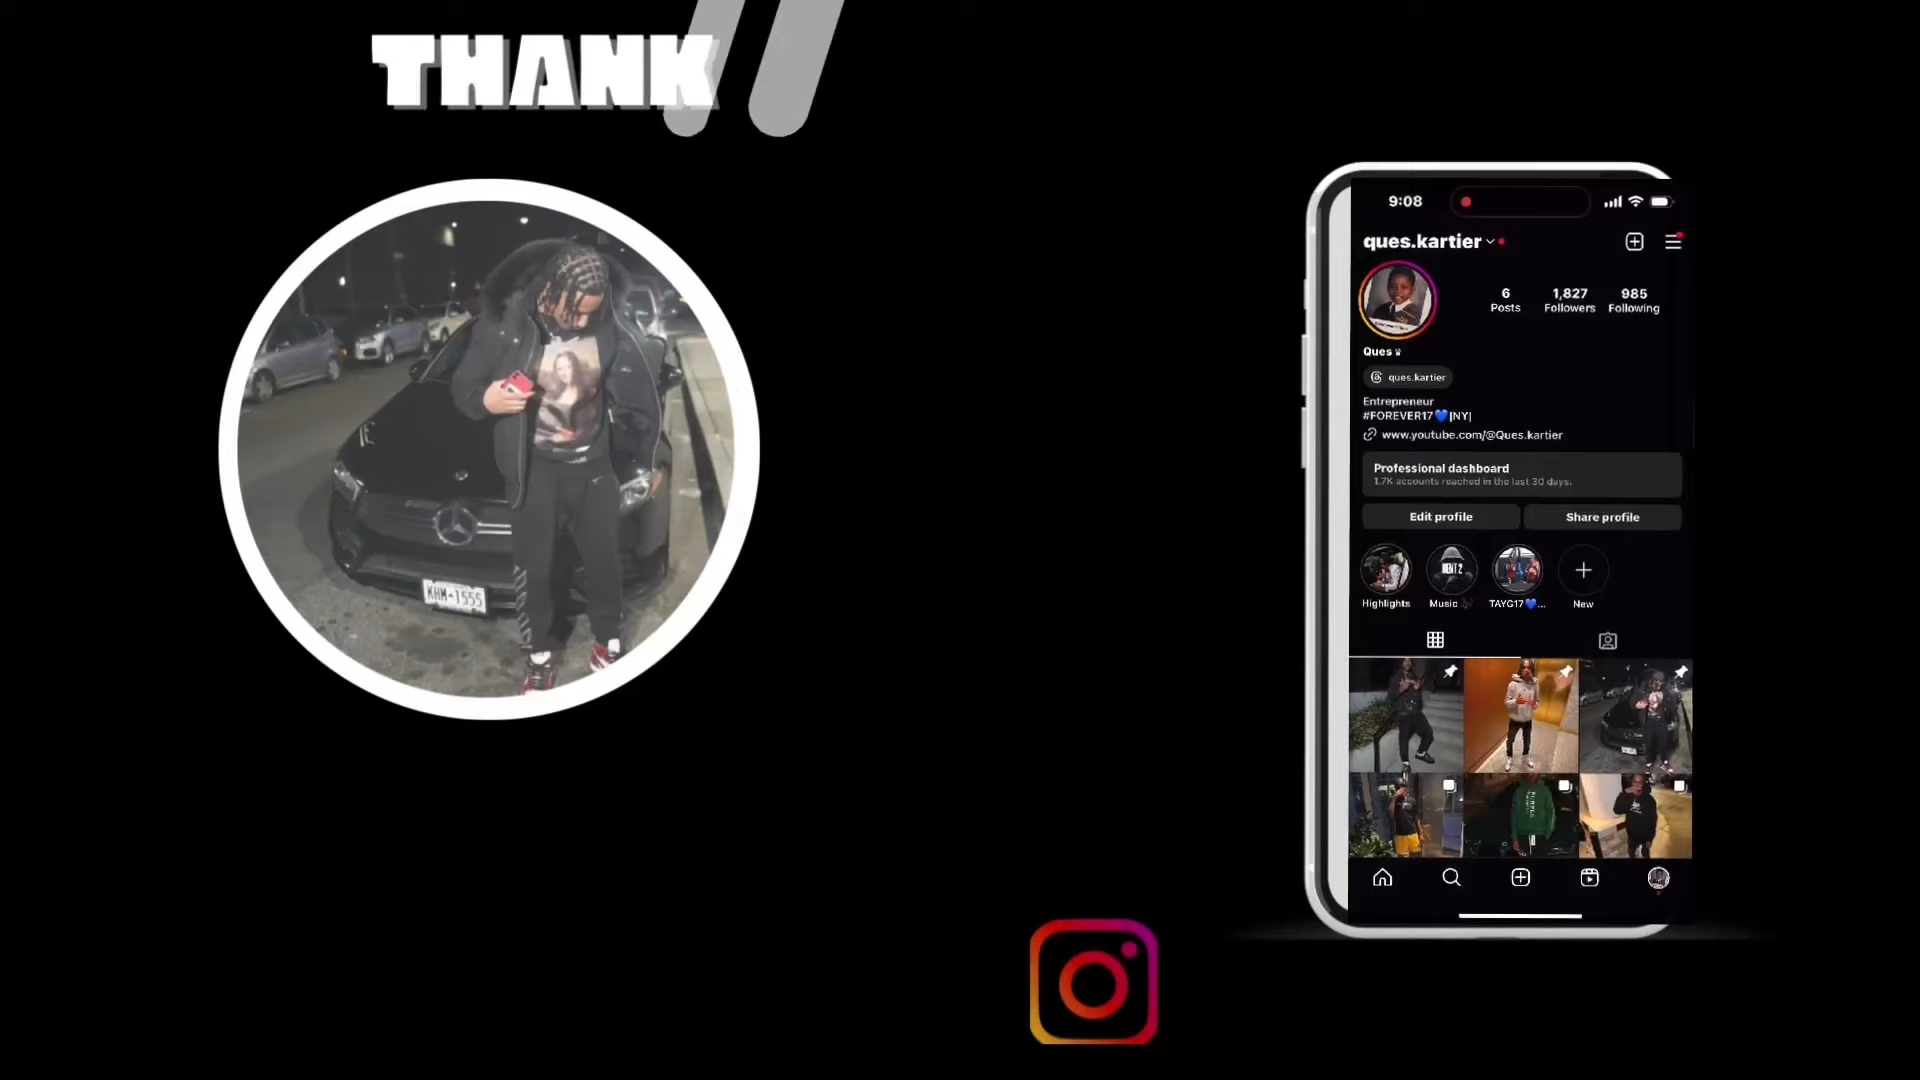 THANK
KHM-1555
9:08
ques.kartier
6
Posts
1,827
Followers
985
Following
Ques
ques.kartier
Entrepreneur
#FOREVER17💙|NY|
www.youtube.com/@Ques.kartier
Professional dashboard
1.7K accounts reached in the last 30 days.
Edit profile
Share profile
Highlights
Music
TAYG17💙...
New